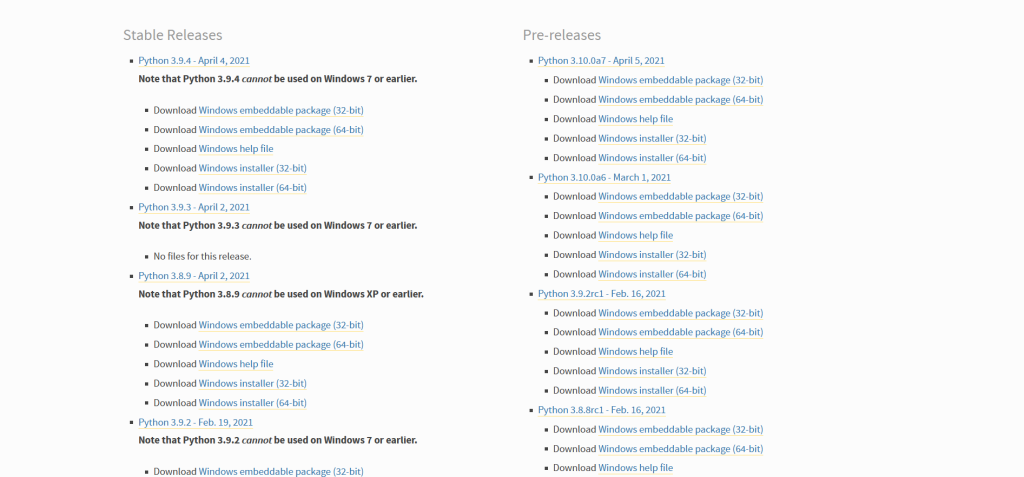 Stable Releases
Python 3.9.4 - April 4, 2021
Note that Python 3.9.4 cannot be used on Windows 7 or earlier.
Download Windows embeddable package (32-bit)
Download Windows embeddable package (64-bit)
Download Windows help file
Download Windows installer (32-bit)
Download Windows installer (64-bit)
Python 3.9.3 - April 2, 2021
Note that Python 3.9.3 cannot be used on Windows 7 or earlier.
No files for this release.
Python 3.8.9 - April 2, 2021
Note that Python 3.8.9 cannot be used on Windows XP or earlier.
Download Windows embeddable package (32-bit)
Download Windows embeddable package (64-bit)
Download Windows help file
Download Windows installer (32-bit)
Download Windows installer (64-bit)
Python 3.9.2 - Feb. 19, 2021
Note that Python 3.9.2 cannot be used on Windows 7 or earlier.
Download Windows embeddable package (32-bit)
Pre-releases
Python 3.10.0a7 - April 5, 2021
Download Windows embeddable package (32-bit)
Download Windows embeddable package (64-bit)
Download Windows help file
Download Windows installer (32-bit)
Download Windows installer (64-bit)
Python 3.10.0a6 - March 1, 2021
Download Windows embeddable package (32-bit)
Download Windows embeddable package (64-bit)
Download Windows help file
Download Windows installer (32-bit)
Download Windows installer (64-bit)
Python 3.9.2rc1 - Feb. 16, 2021
Download Windows embeddable package (32-bit)
Download Windows embeddable package (64-bit)
Download Windows help file
Download Windows installer (32-bit)
Download Windows installer (64-bit)
Python 3.8.8rc1 - Feb. 16, 2021
Download Windows embeddable package (32-bit)
Download Windows embeddable package (64-bit)
Download Windows help file